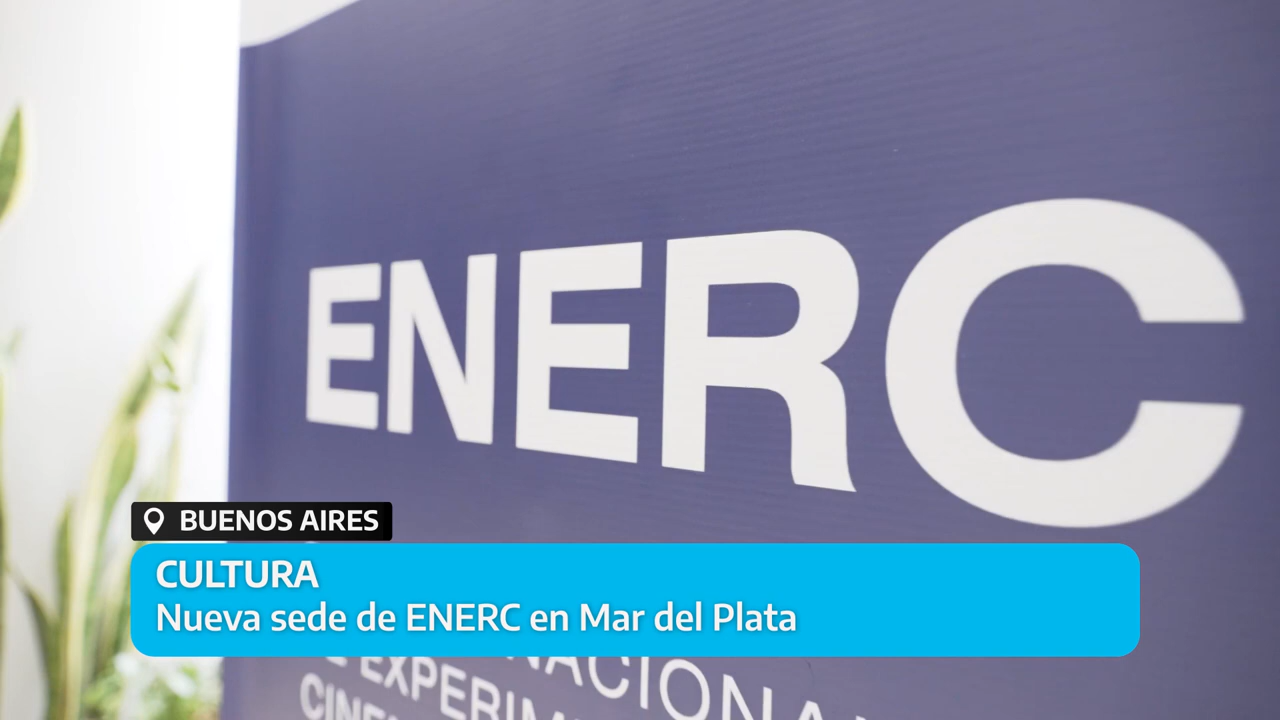 ENERC
BUENOS AIRES
CULTURA
Nueva sede de ENERC en Mar del Plata